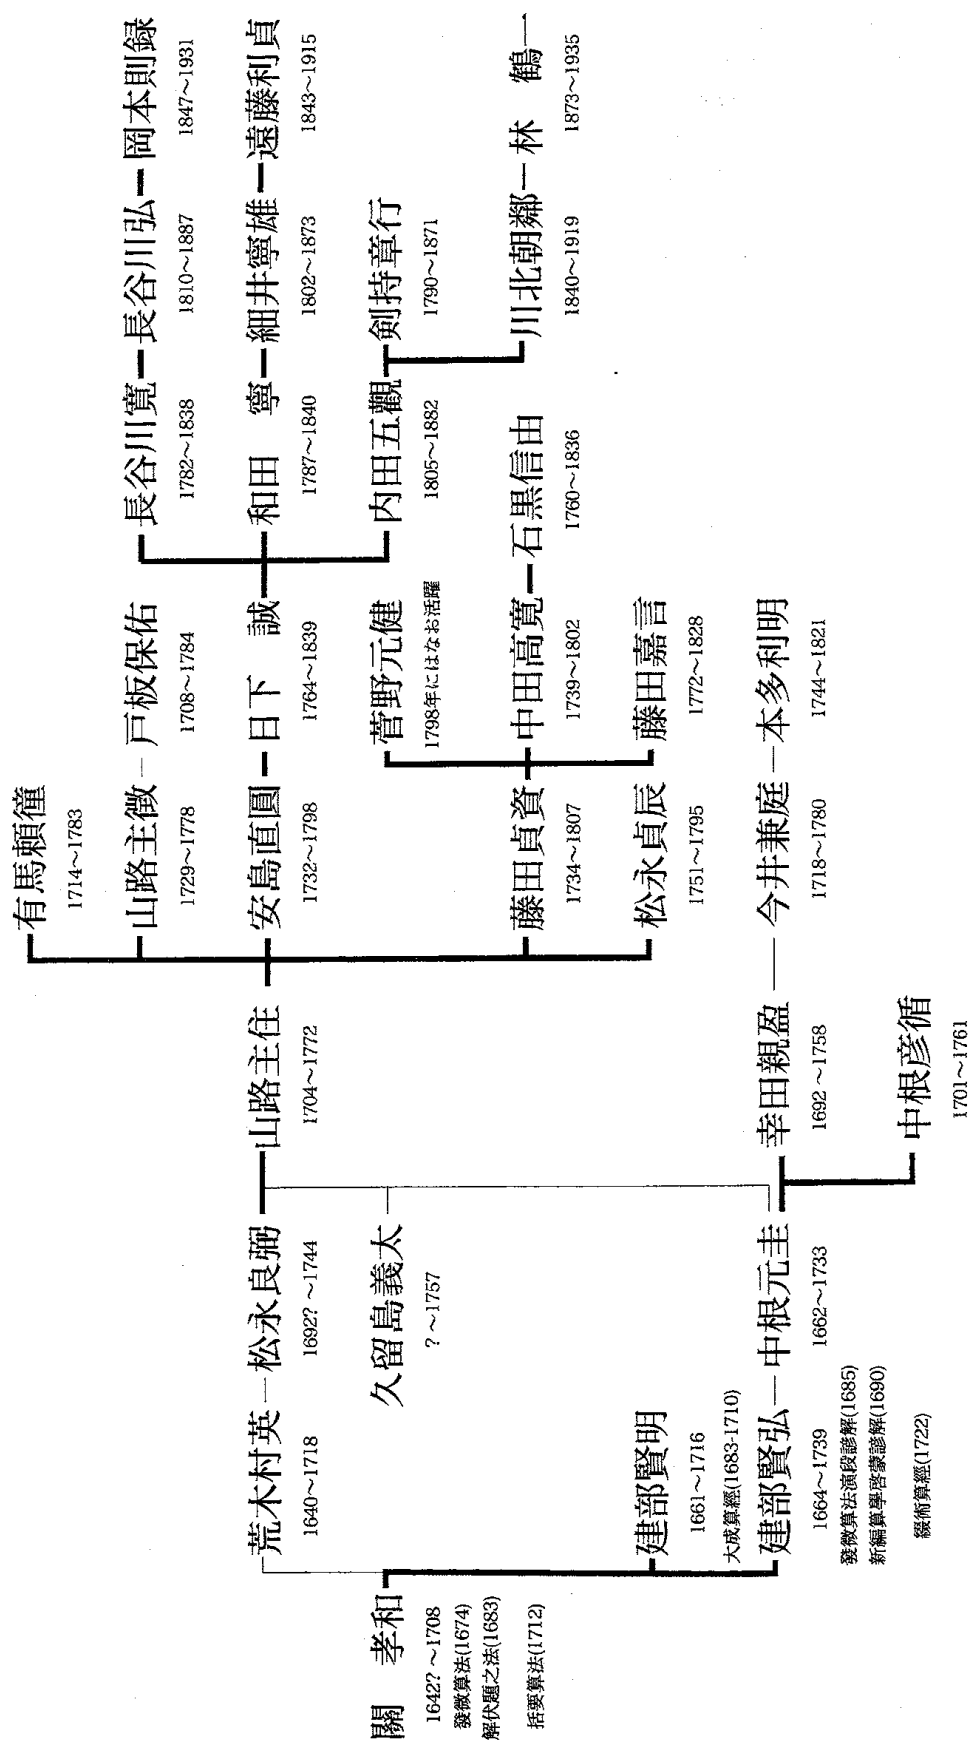 有馬賴徸
1714～1783
山路主徴 戸板保佑 長谷川寛 長谷川弘 岡本則録
1729～1778 1708～1784 1782～1838 1810～1887 1847～1931
荒木村英 松永良弼 山路主住 安島直圓 日下 誠 和田 寧 細井寧雄 遠藤利貞
1640～1718 1692?～1744 1704～1772 1732～1798 1764～1839 1787～1840 1802～1873 1843～1915
關 孝和 久留島義太 菅野元健 内田五觀 剣持章行
1642?～1708 ?～1757 1798年にはなお活躍 1805～1882 1790～1871
發微算法(1674)
解伏題之法(1683)
括要算法(1712)
藤田貞資 中田高寛 石黒信由 川北朝鄰 林 鶴一
1734～1807 1739～1802 1760～1836 1840～1919 1873～1935
建部賢明 松永貞辰 藤田嘉言
1661～1716 1751～1795 1772～1828
大成算經(1683-1710)
建部賢弘 中根元圭 幸田親盈 今井兼庭 本多利明
1664～1739 1662～1733 1692～1758 1718～1780 1744～1821
發微算法演段諺解(1685)
新編算學啓蒙諺解(1690)
綴術算經(1722)
中根彦循
1701～1761